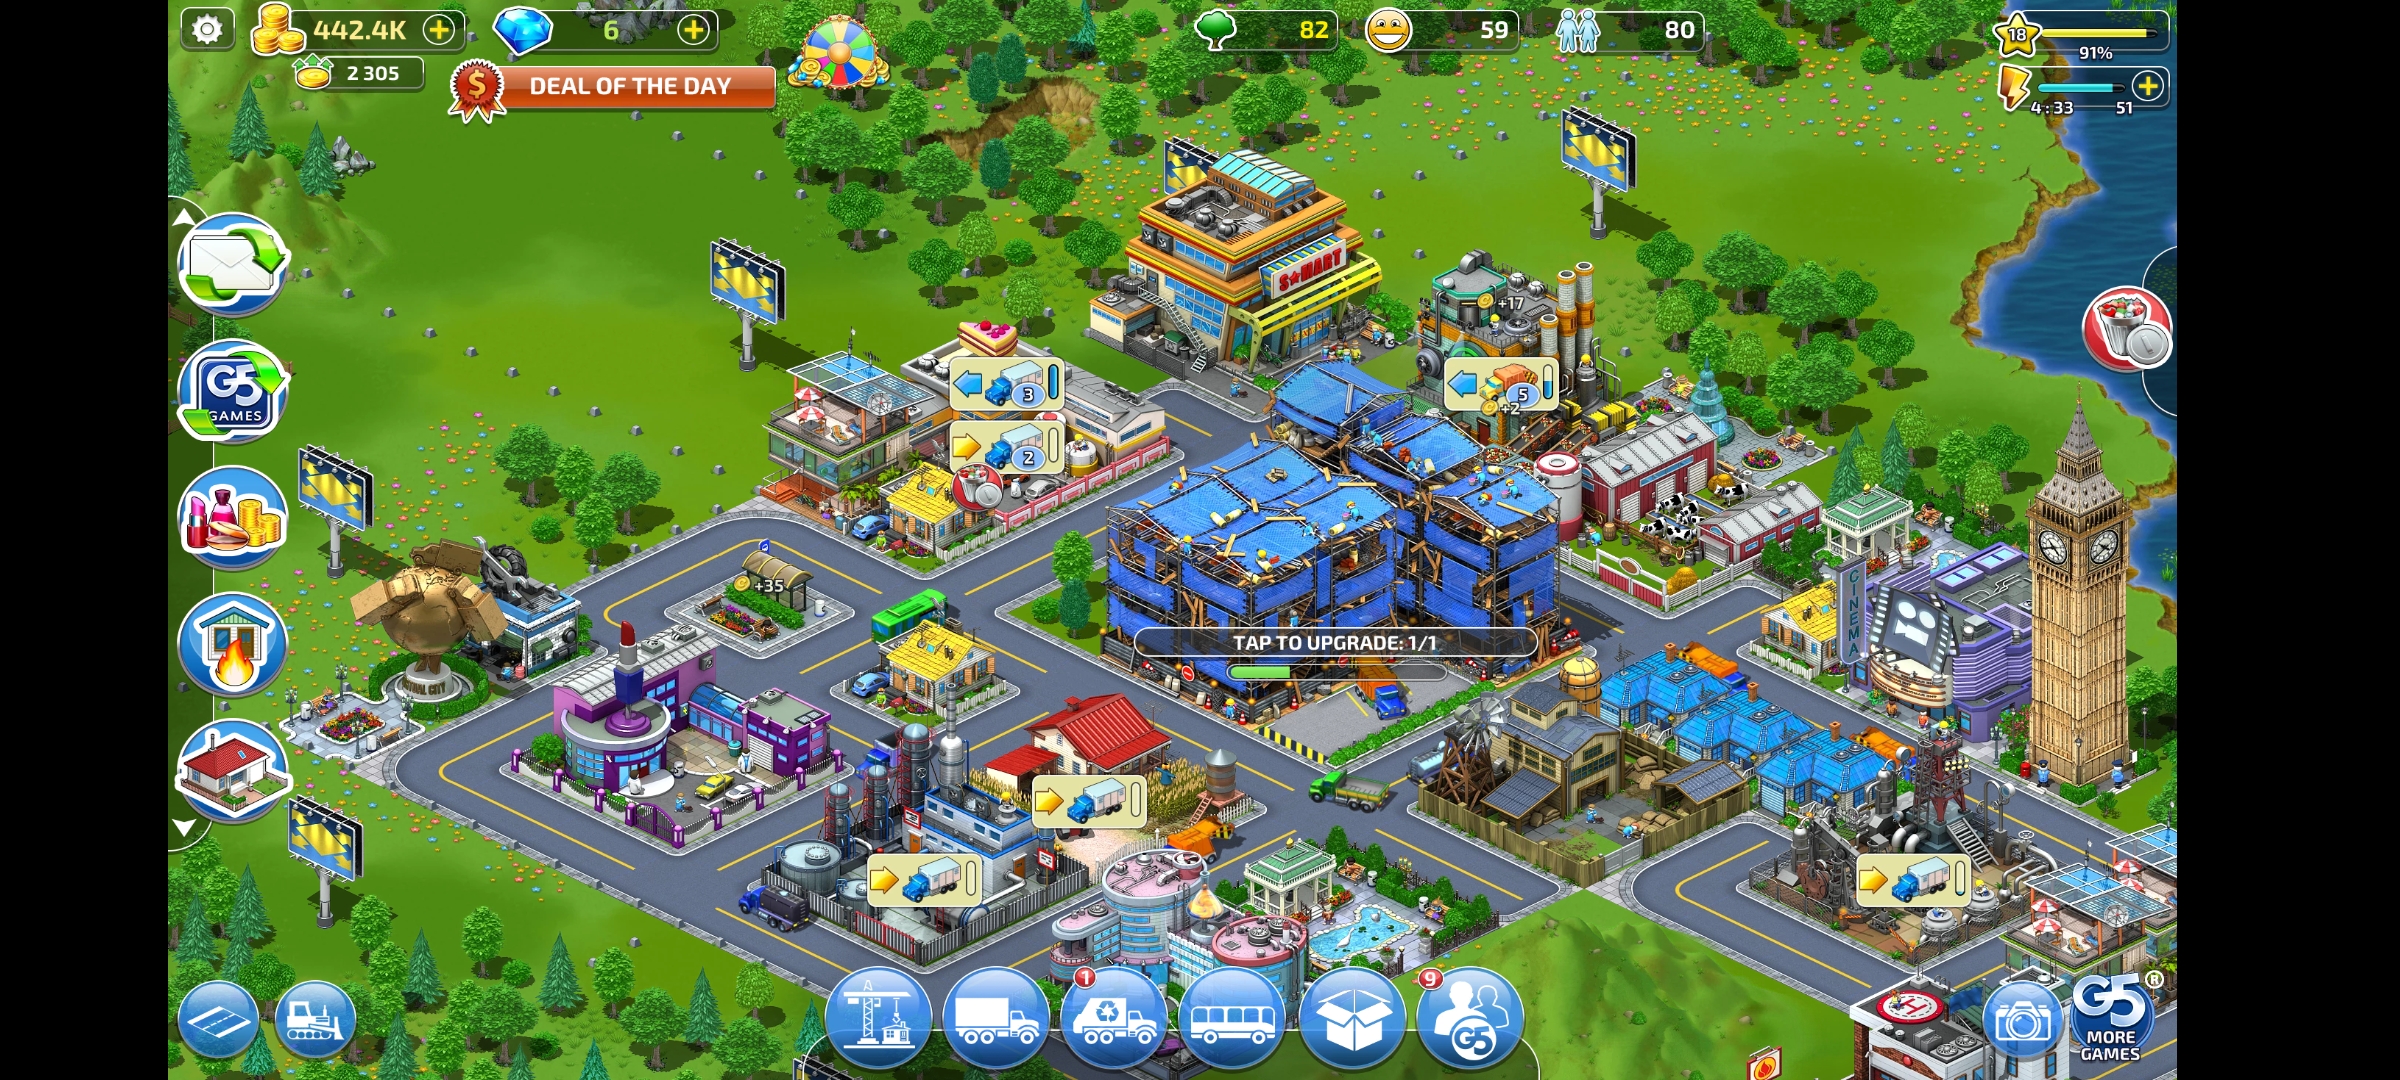 442.4K
6
82
59
80
18
91%
2 305
DEAL OF THE DAY
4:33
51
S★MART
+17
3
5
+2
2
G5
GAMES
+35
CINEMA
TAP TO UPGRADE: 1/1
1
9
G5
G5 ®
MORE
GAMES
H